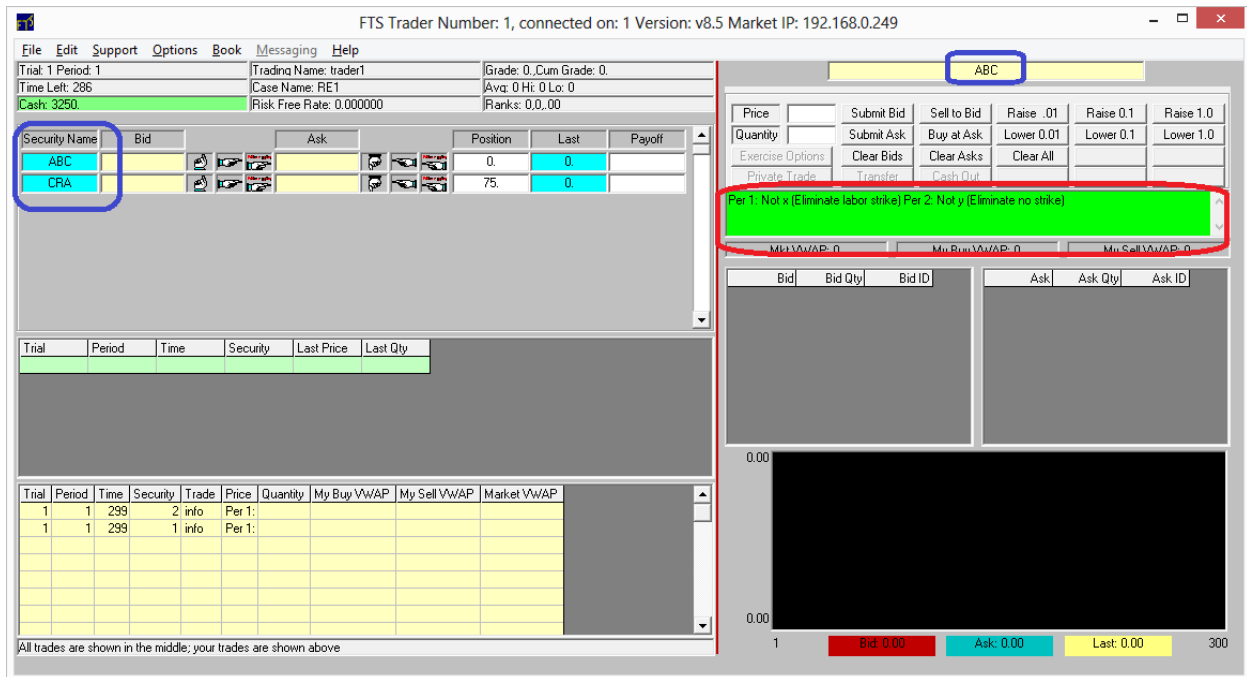 FTS
FTS Trader Number: 1, connected on: 1 Version: v8.5 Market IP: 192.168.0.249
File Edit Support Options Book Messaging Help
Trial: 1 Period: 1 Trading Name: trader1 Grade: 0.,Cum Grade: 0.
Time Left: 286 Case Name: RE1 Avg: 0 Hi: 0 Lo: 0
Cash: 3250. Risk Free Rate: 0.000000 Ranks: 0,0,.00
Security Name Bid Ask Position Last Payoff
ABC 0. 0.
CRA 75. 0.
Trial Period Time Security Last Price Last Qty
Trial Period Time Security Trade Price Quantity My Buy VWAP My Sell VWAP Market VWAP
1 1 299 2 info Per 1:
1 1 299 1 info Per 1:
All trades are shown in the middle; your trades are shown above
ABC
Price Submit Bid Sell to Bid Raise .01 Raise 0.1 Raise 1.0
Quantity Submit Ask Buy at Ask Lower 0.01 Lower 0.1 Lower 1.0
Exercise Options Clear Bids Clear Asks Clear All
Private Trade Transfer Cash Out
Per 1: Not x (Eliminate labor strike) Per 2: Not y (Eliminate no strike)
Mkt VWAP: 0 My Buy VWAP: 0 My Sell VWAP: 0
Bid Bid Qty Bid ID Ask Ask Qty Ask ID
0.00
0.00
1 Bid: 0.00 Ask: 0.00 Last: 0.00 300